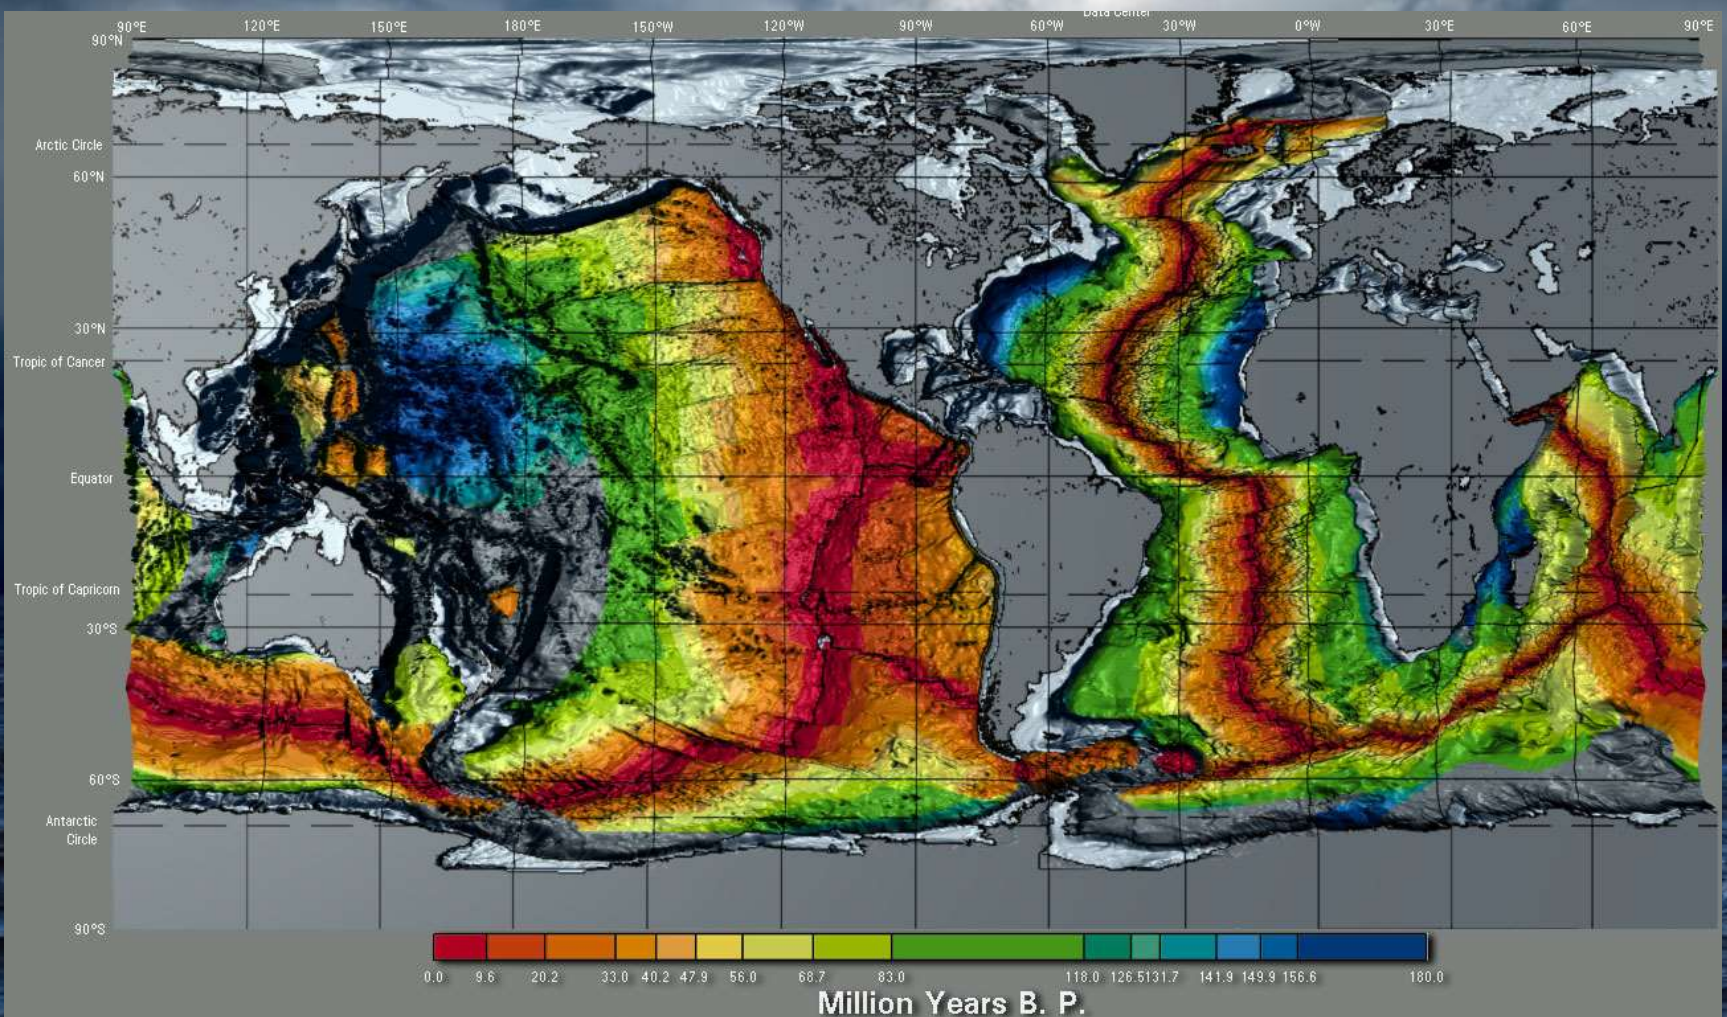 Data Center
90°E 120°E 150°E 180°E 150°W 120°W 90°W 60°W 30°W 0°W 30°E 60°E 90°E
90°N
Arctic Circle
60°N
30°N
Tropic of Cancer
Equator
Tropic of Capricorn
30°S
60°S
Antarctic
Circle
90°S
0.0 9.6 20.2 33.0 40.2 47.9 56.0 68.7 83.0 118.0 126.5 131.7 141.9 149.9 156.6 180.0
Million Years B. P.